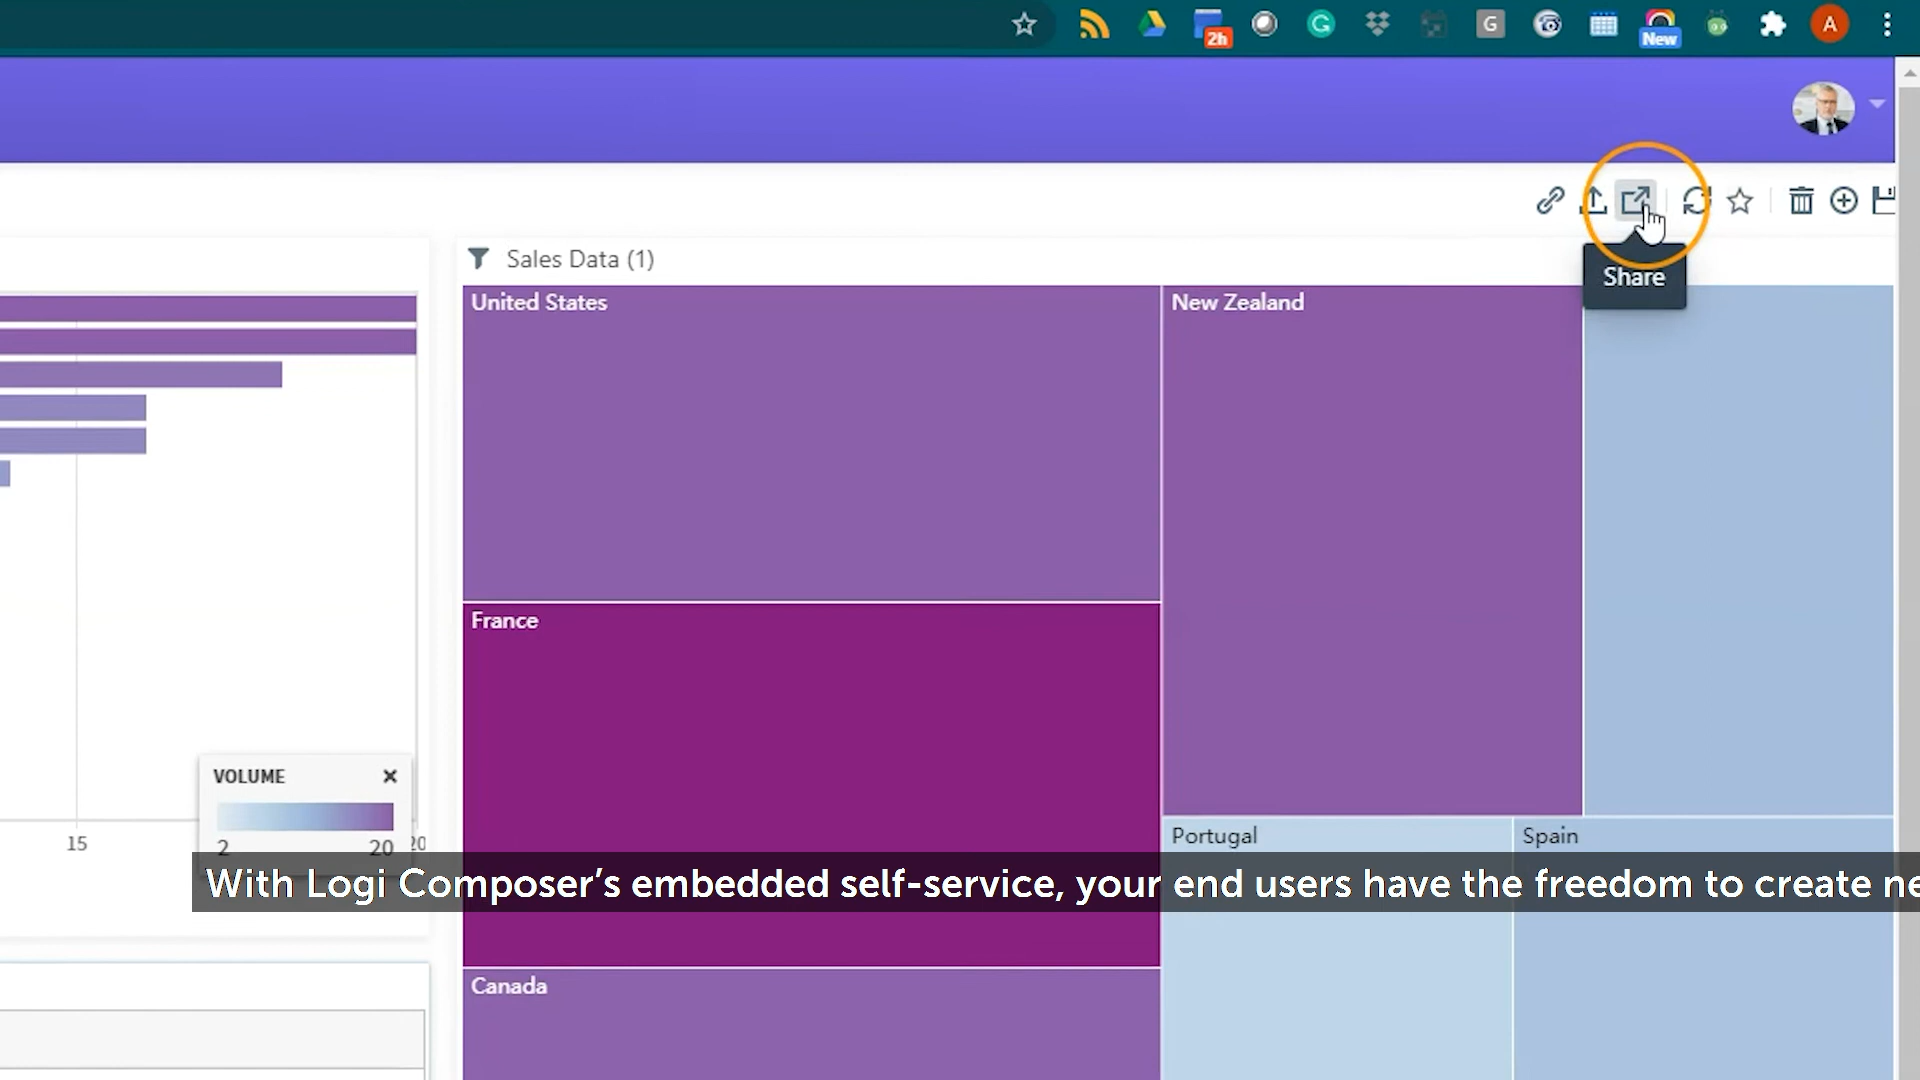 2h
G
New
A
Share
Sales Data (1)
United States
New Zealand
France
VOLUME
2
20
15
20
Portugal
Spain
With Logi Composer’s embedded self-service, your end users have the freedom to create ne
Canada